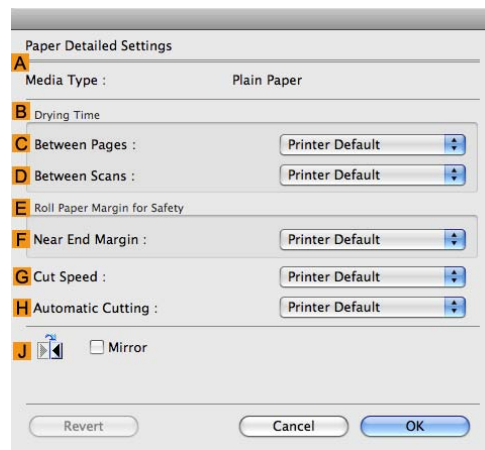 Paper Detailed Settings
A
Media Type : Plain Paper
B Drying Time
C Between Pages : Printer Default
D Between Scans : Printer Default
E Roll Paper Margin for Safety
F Near End Margin : Printer Default
G Cut Speed : Printer Default
H Automatic Cutting : Printer Default
J Mirror
Revert Cancel OK